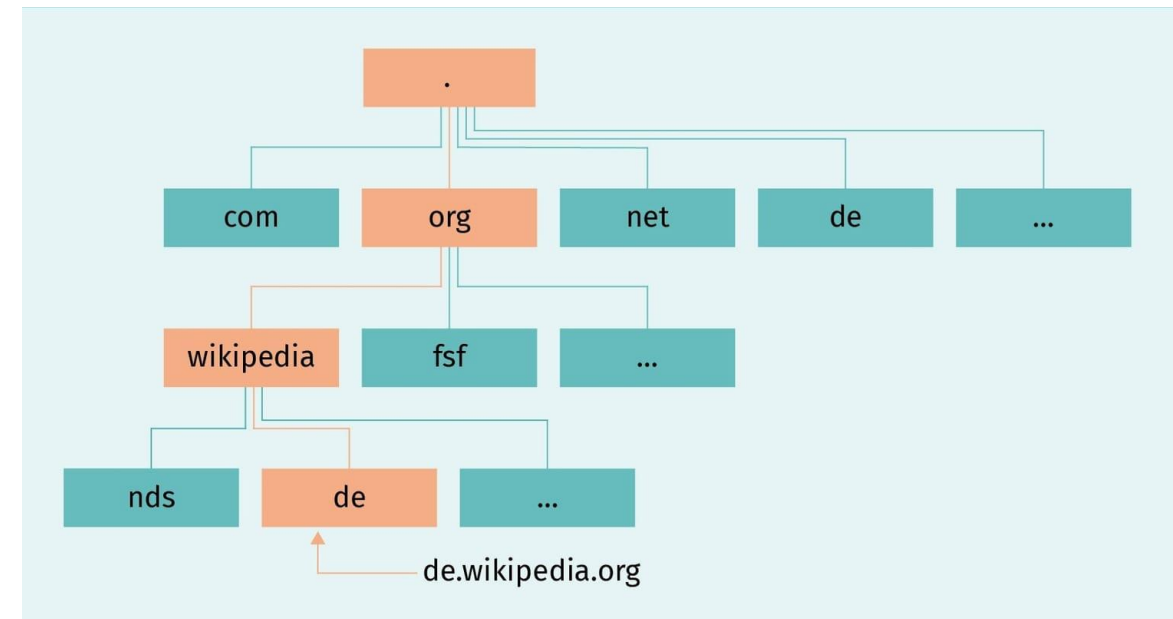 .
com org net de ...
wikipedia fsf ...
nds de ...
de.wikipedia.org